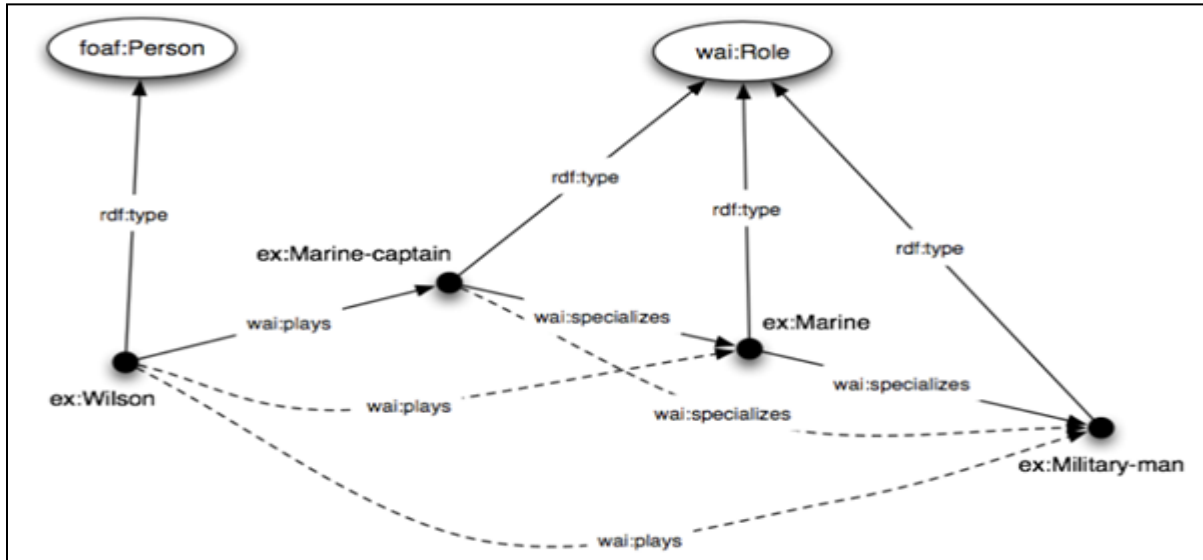 foaf:Person
wai:Role
rdf:type
rdf:type
rdf:type
rdf:type
ex:Marine-captain
wai:plays
wai:specializes
ex:Marine
ex:Wilson
wai:plays
wai:specializes
wai:specializes
ex:Military-man
wai:plays